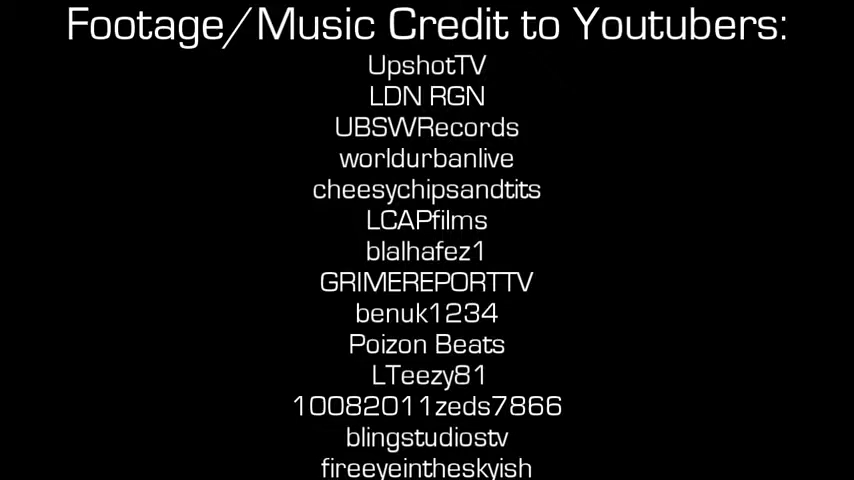 Footage/Music Credit to Youtubers:
UpshotTV
LDN RGN
UBSWRecords
worldurbanlive
cheesychipsandtits
LCAPfilms
blalhafez1
GRIMEREPORTTV
benuk1234
Poizon Beats
LTeezy81
10082011zeds7866
blingstudiostv
fireeyeintheskyish